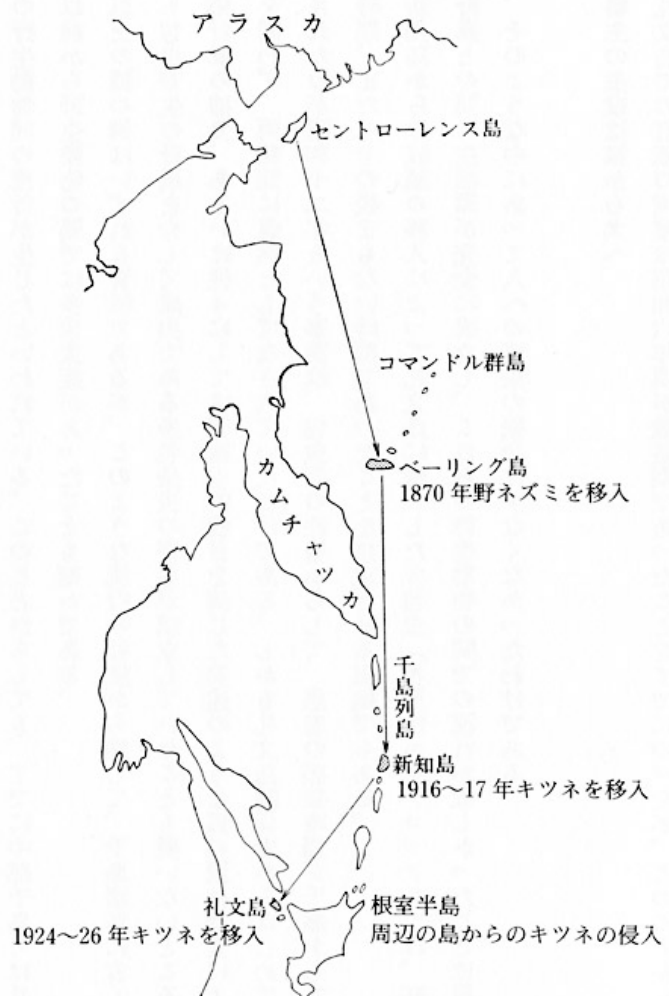 アラスカ
セントローレンス島
コマンドル群島
ベーリング島
1870年野ネズミを移入
カムチャッカ
千島列島
新知島
1916~17年キツネを移入
礼文島
1924~26年キツネを移入
根室半島
周辺の島からのキツネの侵入